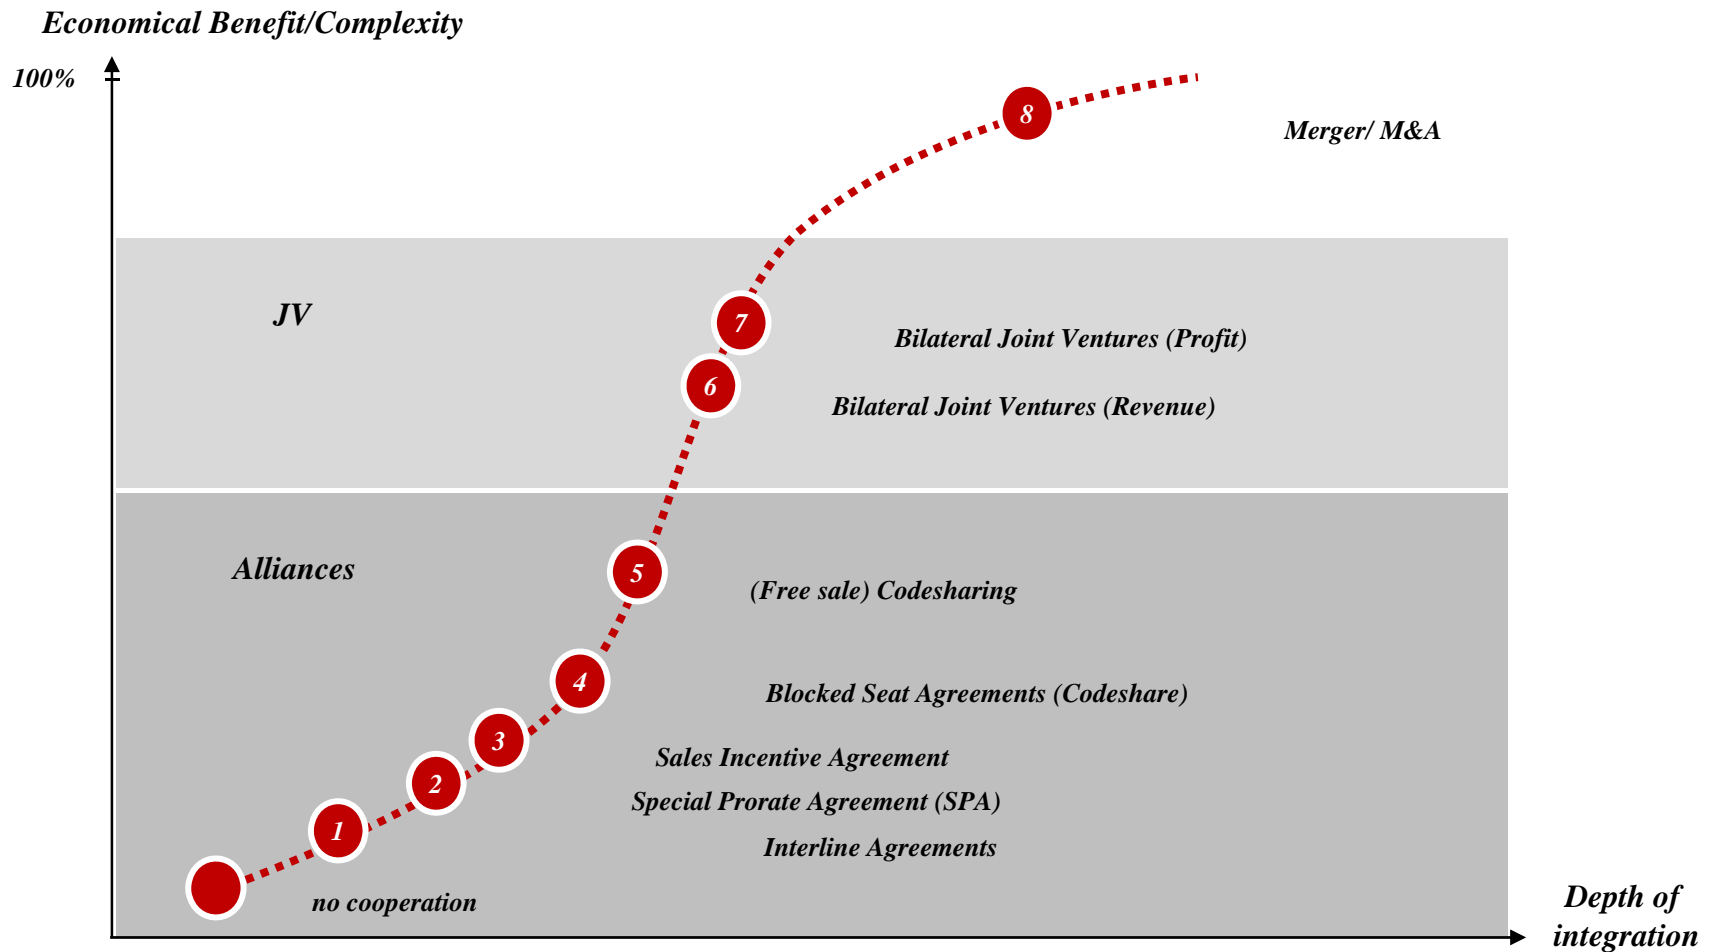 Economical Benefit/Complexity
100%
8
Merger/ M&A
JV
7
Bilateral Joint Ventures (Profit)
6
Bilateral Joint Ventures (Revenue)
Alliances
5
(Free sale) Codesharing
4
Blocked Seat Agreements (Codeshare)
3
Sales Incentive Agreement
2
Special Prorate Agreement (SPA)
1
Interline Agreements
no cooperation
Depth of
integration